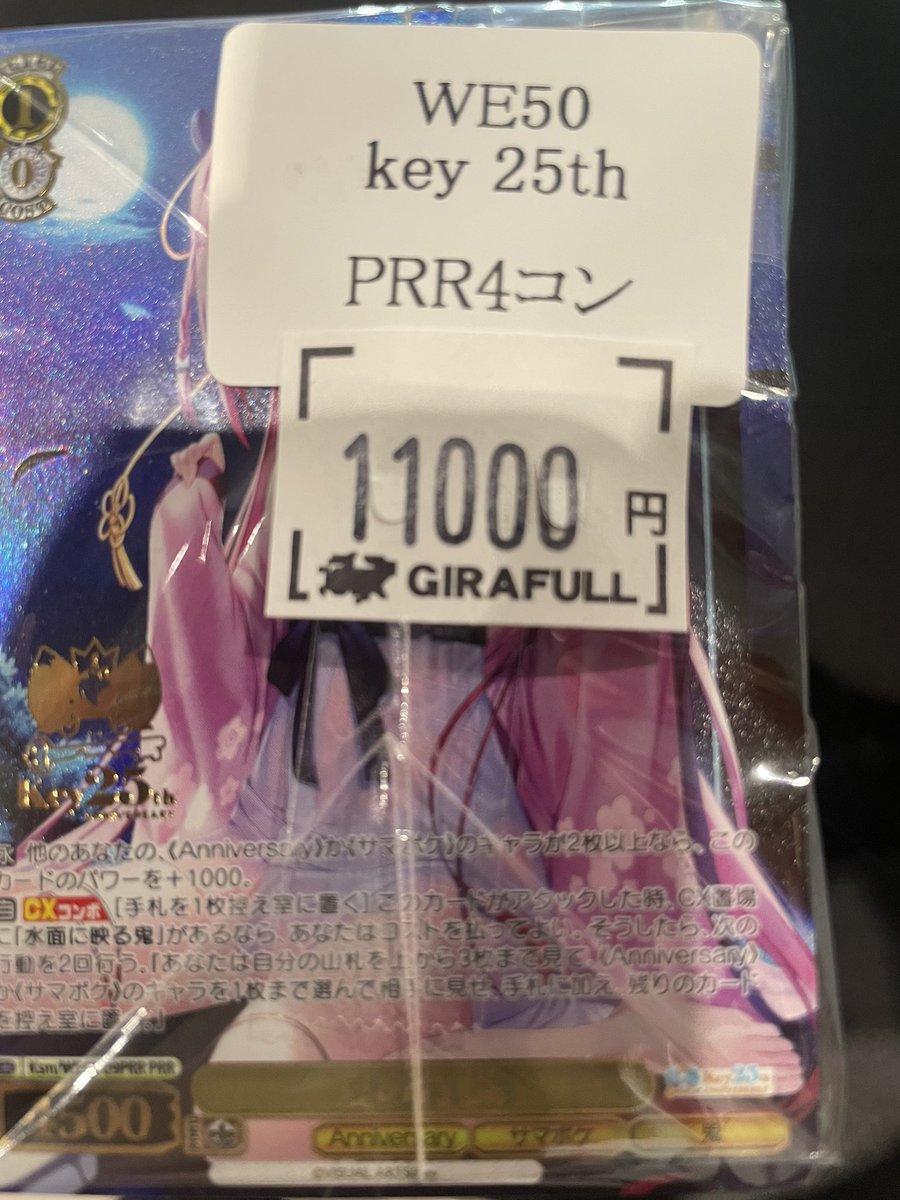 WE50
key 25th
PRR4コン
1
0
COST
11000 円
GIRAFULL
Key25th
他のあなたの、《Anniversary》か《サマポケ》のキャラが2枚以上なら、この
カードのパワーを+1000。
CXコンボ [手札を1枚控え室に置く] このカードがアタックした時、CX置場
に「水面に映る鬼」があるなら、あなたはコストを払ってよい。そうしたら、次の
行動を2回行う。『あなたは自分の山札を上から3枚まで見て、《Anniversary》
か《サマポケ》のキャラを1枚まで選んで相手に見せ、手札に加え、残りのカード
を控え室に置く。』
PRR
500
Anniversary サマポケ 鬼
©VISUAL ARTS/Key